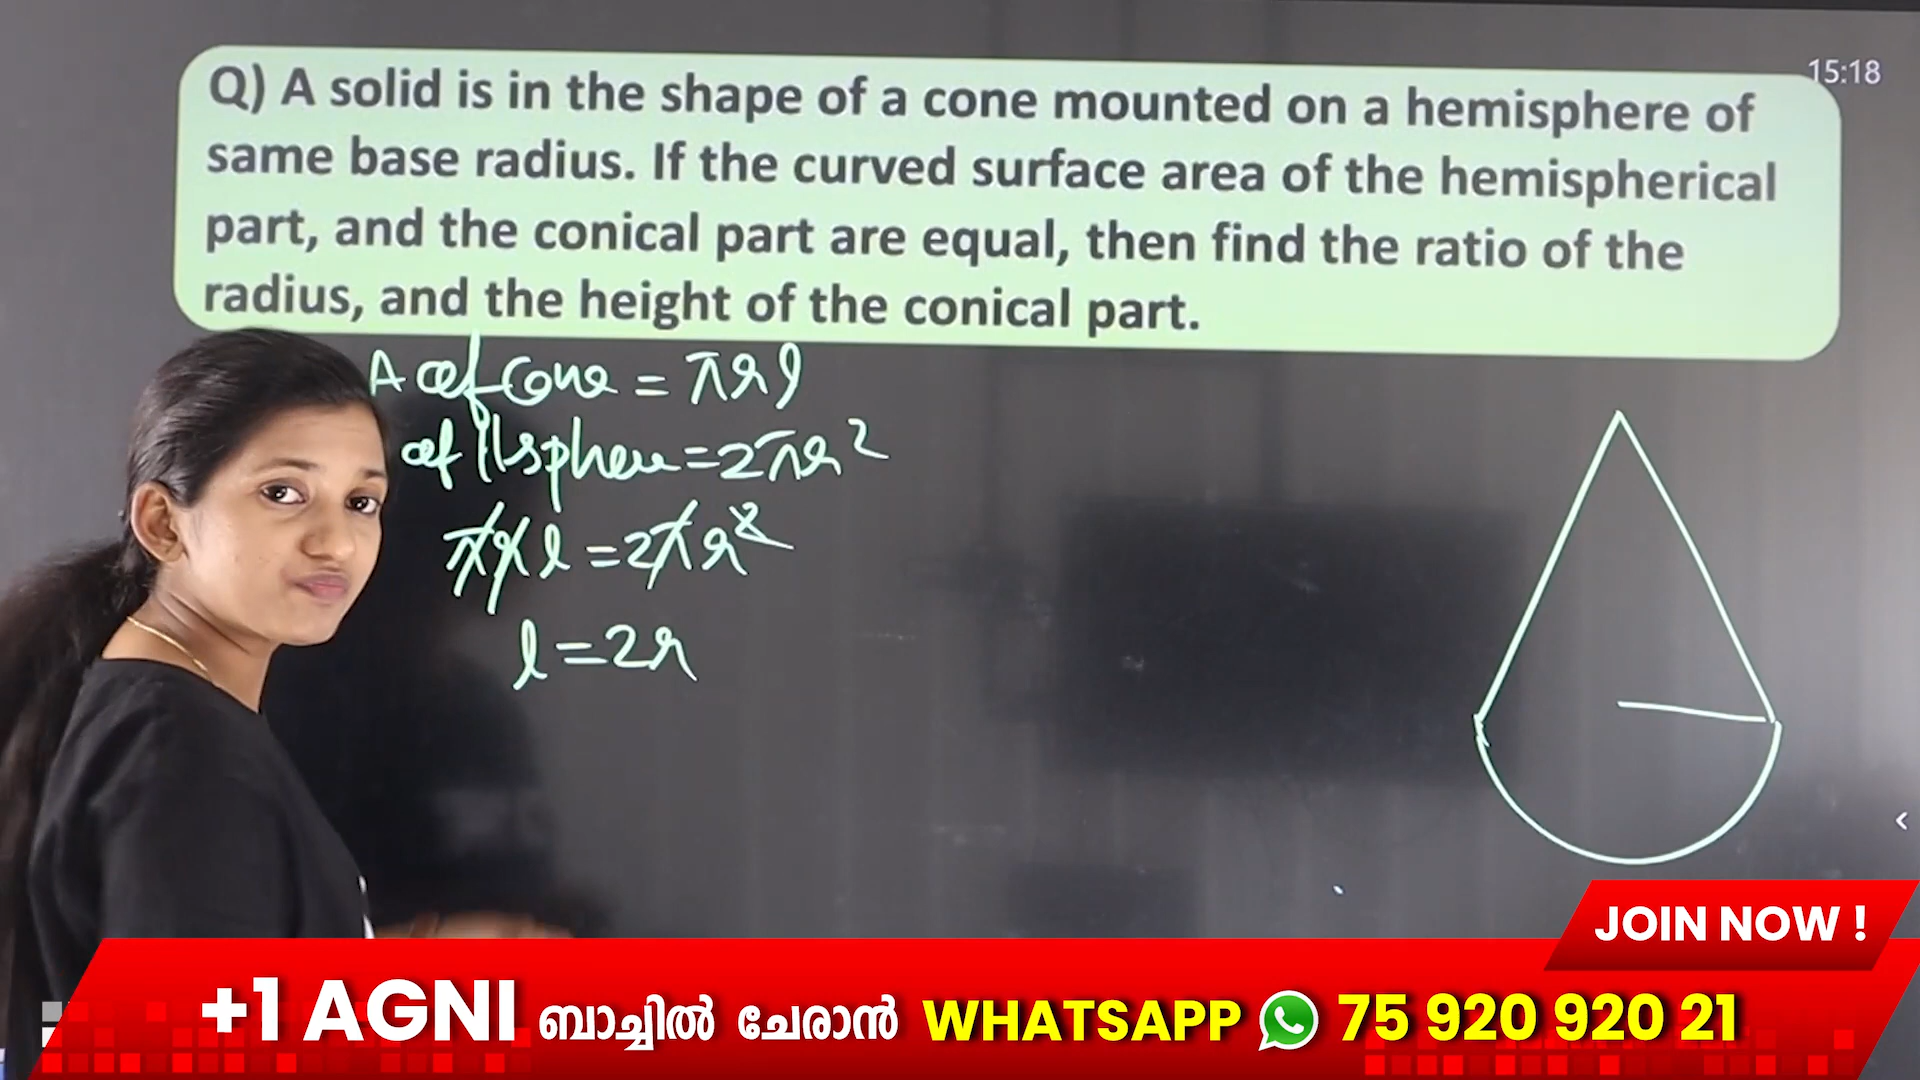 15:18
Q) A solid is in the shape of a cone mounted on a hemisphere of
same base radius. If the curved surface area of the hemispherical
part, and the conical part are equal, then find the ratio of the
radius, and the height of the conical part.
A of Cone = πrl
of H/sphere = 2πr²
πrl = 2πr²
l = 2r
<
JOIN NOW !
+1 AGNI ബാച്ചിൽ ചേരാൻ WHATSAPP 75 920 920 21